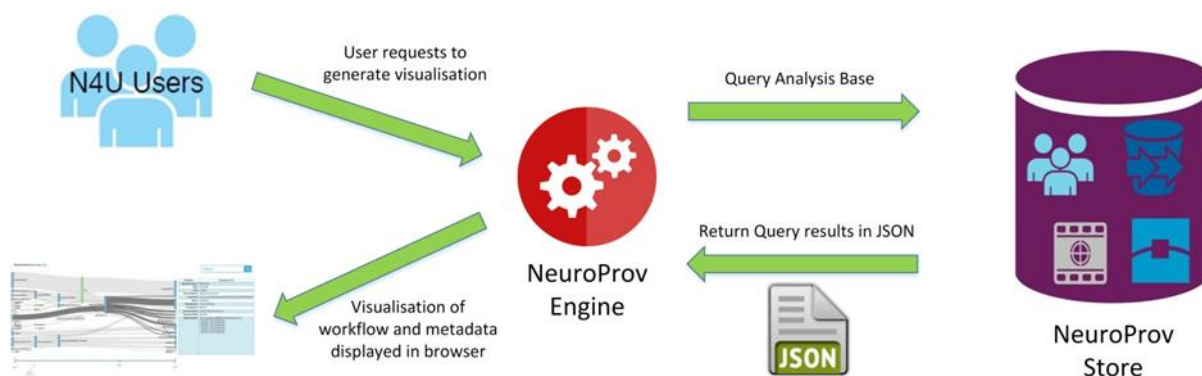 N4U Users
User requests to
generate visualisation
Query Analysis Base
Return Query results in JSON
NeuroProv
Engine
Visualisation of
workflow and metadata
displayed in browser
JSON
NeuroProv
Store